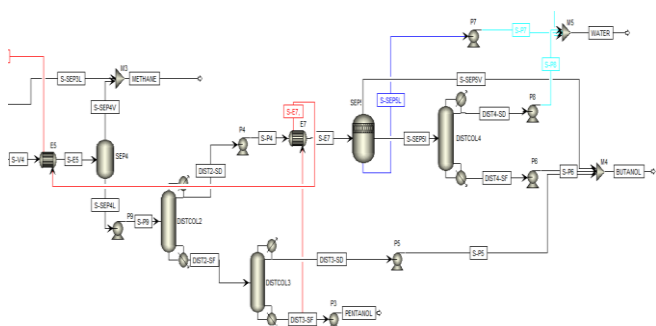 P7
S-P7
M5
WATER
M3
S-SEP3L
METHANE
S-SEP5V
S-SEP4V
S-SEP5L
S-P8
SEP5
P8
DIST4-SD
E7
S-E7.
P4
S-P4
S-E7
SEP4
E5
S-V4
S-E5
S-SEP5I
DISTCOL4
DIST2-SD
P6
S-P6
M4
BUTANOL
DIST4-SF
S-SEP4L
P9
S-P9
DISTCOL2
DIST2-SF
DIST3-SD
P5
S-P5
DISTCOL3
DIST3-SF
P3
PENTANOL